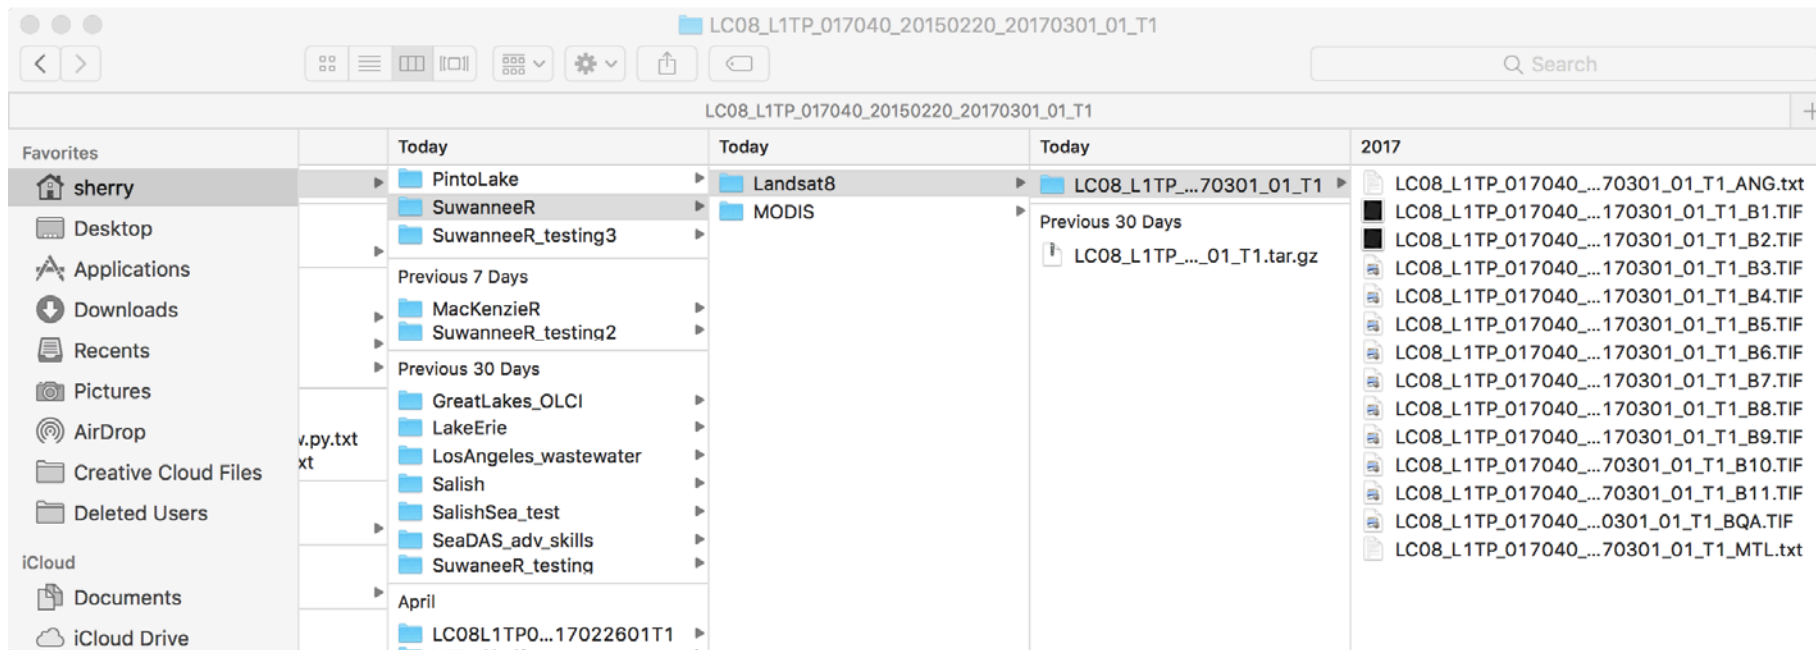 LC08_L1TP_017040_20150220_20170301_01_T1
Search
LC08_L1TP_017040_20150220_20170301_01_T1
Favorites
sherry
Desktop
Applications
Downloads
Recents
Pictures
AirDrop
Creative Cloud Files
Deleted Users
iCloud
Documents
iCloud Drive
.py.txt
xt
Today
PintoLake
SuwanneeR
SuwanneeR_testing3
Previous 7 Days
MacKenzieR
SuwanneeR_testing2
Previous 30 Days
GreatLakes_OLCI
LakeErie
LosAngeles_wastewater
Salish
SalishSea_test
SeaDAS_adv_skills
SuwaneeR_testing
April
LC08L1TP0...17022601T1
Today
Landsat8
MODIS
Today
LC08_L1TP_...70301_01_T1
Previous 30 Days
LC08_L1TP_..._01_T1.tar.gz
2017
LC08_L1TP_017040_...70301_01_T1_ANG.txt
LC08_L1TP_017040_...170301_01_T1_B1.TIF
LC08_L1TP_017040_...170301_01_T1_B2.TIF
LC08_L1TP_017040_...170301_01_T1_B3.TIF
LC08_L1TP_017040_...170301_01_T1_B4.TIF
LC08_L1TP_017040_...170301_01_T1_B5.TIF
LC08_L1TP_017040_...170301_01_T1_B6.TIF
LC08_L1TP_017040_...170301_01_T1_B7.TIF
LC08_L1TP_017040_...170301_01_T1_B8.TIF
LC08_L1TP_017040_...170301_01_T1_B9.TIF
LC08_L1TP_017040_...70301_01_T1_B10.TIF
LC08_L1TP_017040_...70301_01_T1_B11.TIF
LC08_L1TP_017040_...0301_01_T1_BQA.TIF
LC08_L1TP_017040_...70301_01_T1_MTL.txt